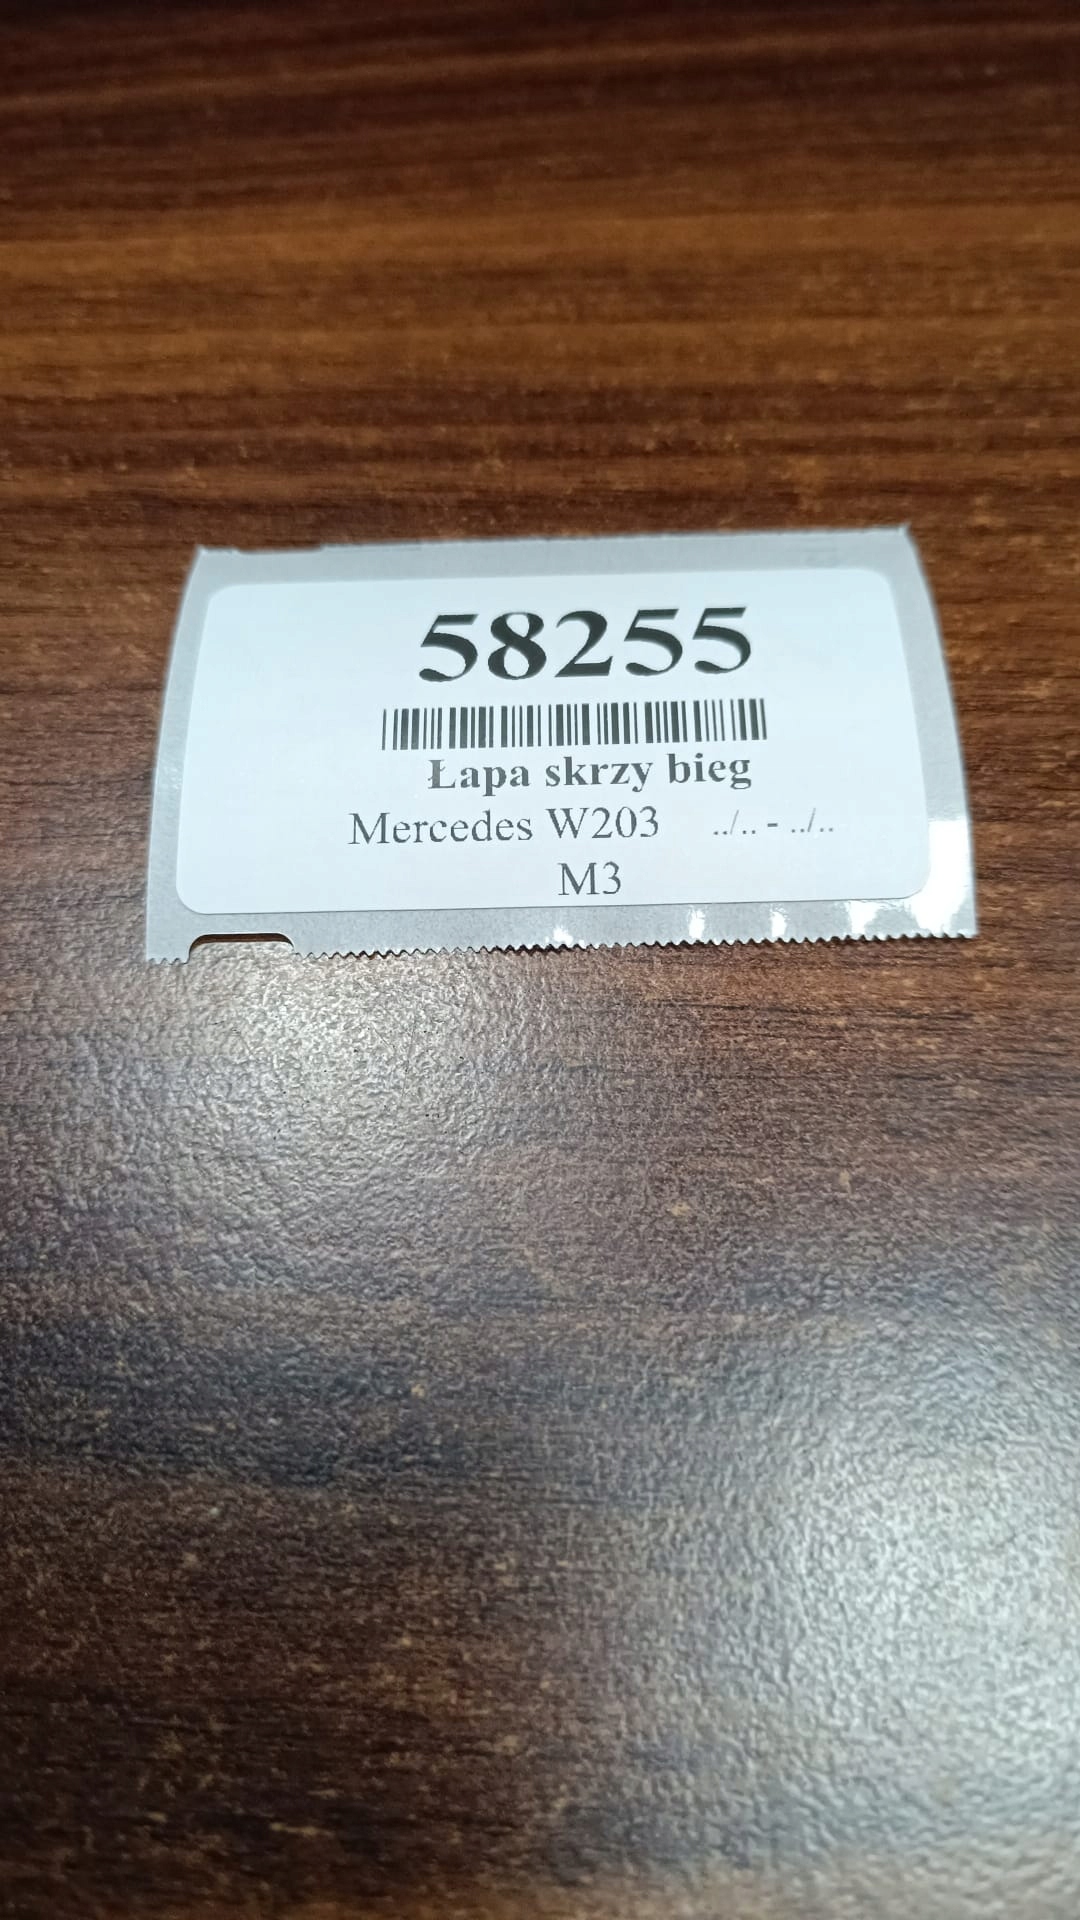 58255
Łapa skrzy bieg
Mercedes W203 ../.. - ../..
M3